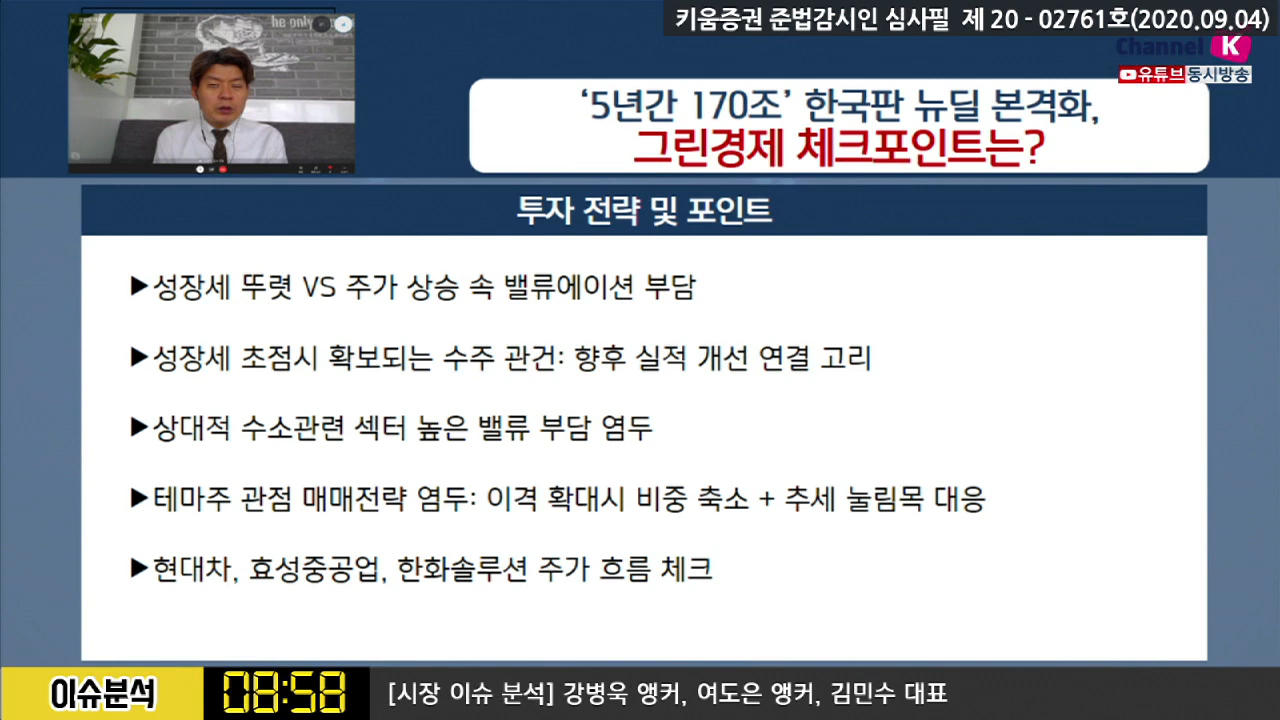 he only
키움증권 준법감시인 심사필 제 20 - 02761호(2020.09.04)
Channel K
유튜브동시방송
‘5년간 170조’ 한국판 뉴딜 본격화,
그린경제 체크포인트는?
투자 전략 및 포인트
▶성장세 뚜렷 VS 주가 상승 속 밸류에이션 부담
▶성장세 초점시 확보되는 수주 관건: 향후 실적 개선 연결 고리
▶상대적 수소관련 섹터 높은 밸류 부담 염두
▶테마주 관점 매매전략 염두: 이격 확대시 비중 축소 + 추세 눌림목 대응
▶현대차, 효성중공업, 한화솔루션 주가 흐름 체크
이슈분석
08:58
[시장 이슈 분석] 강병욱 앵커, 여도은 앵커, 김민수 대표